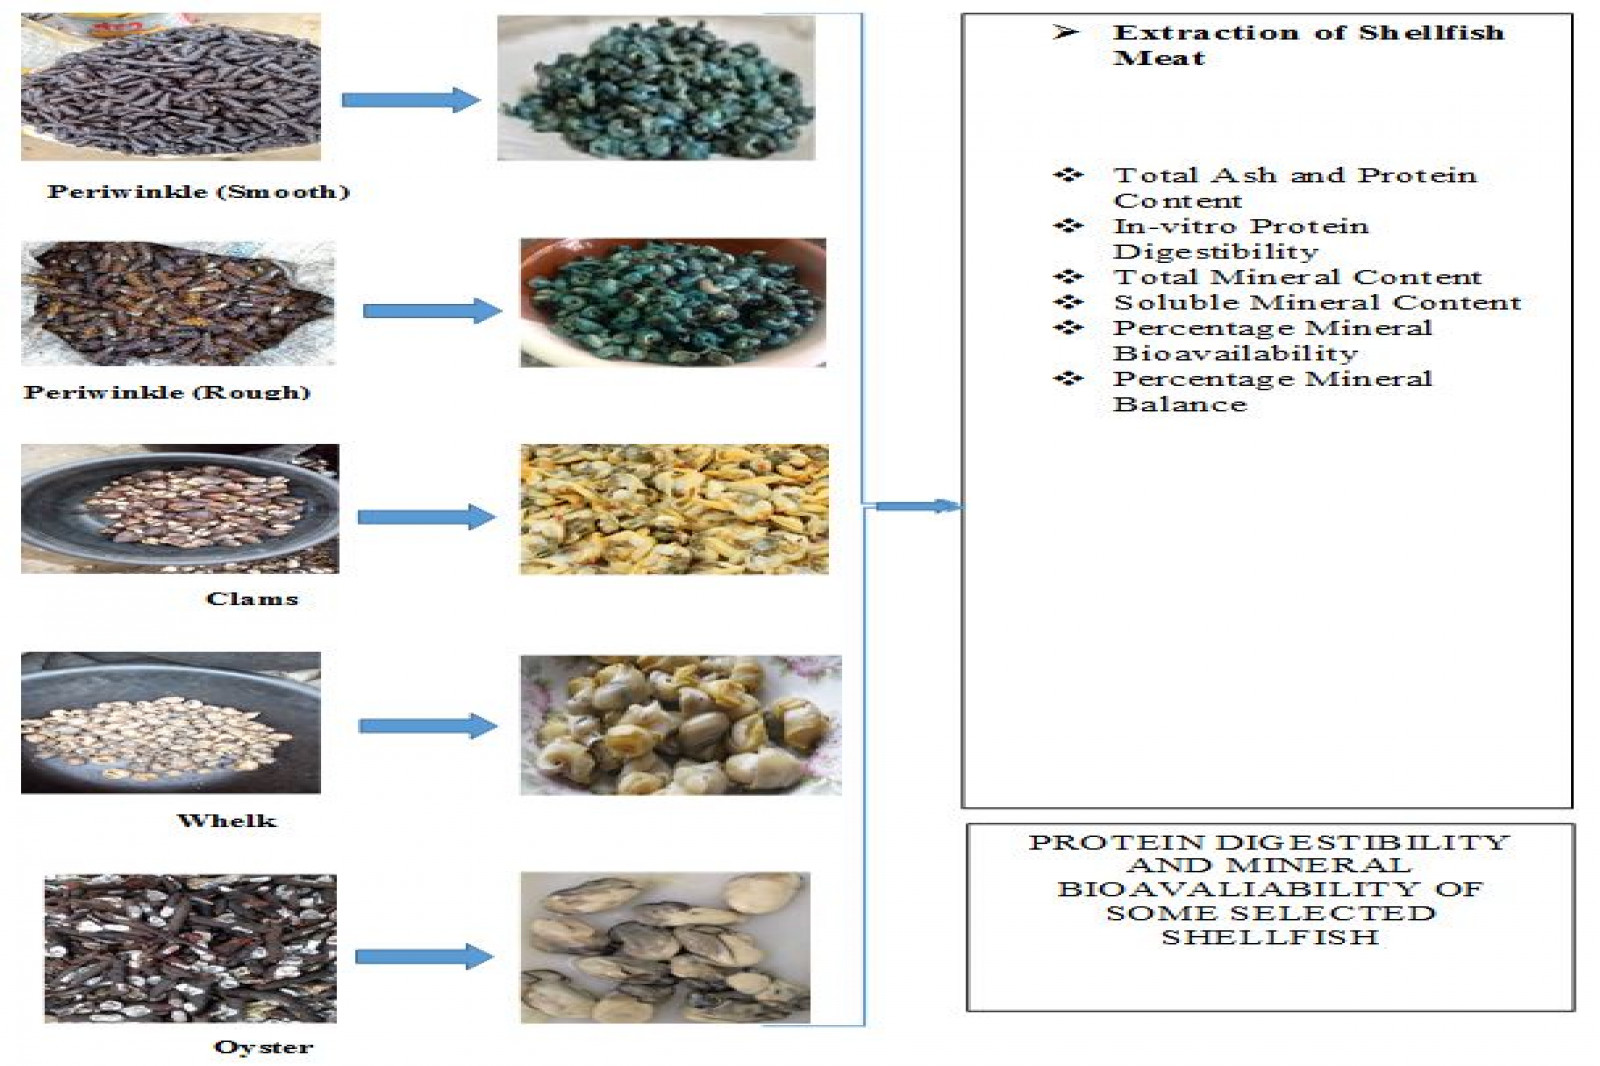 Periwinkle (Smooth)
Periwinkle (Rough)
Clams
Whelk
Oyster
➢ Extraction of Shellfish
Meat
❖ Total Ash and Protein
Content
❖ In-vitro Protein
Digestibility
❖ Total Mineral Content
❖ Soluble Mineral Content
❖ Percentage Mineral
Bioavailability
❖ Percentage Mineral
Balance
PROTEIN DIGESTIBILITY
AND MINERAL
BIOAVALIABILITY OF
SOME SELECTED
SHELLFISH